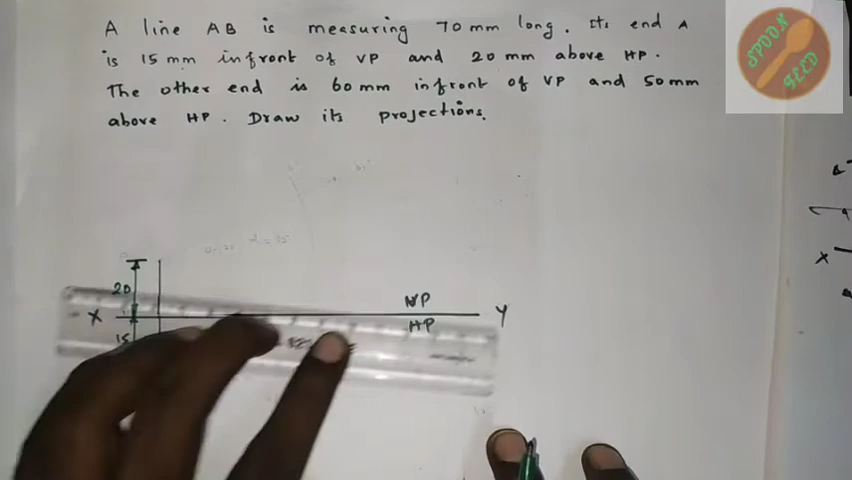 A line AB is measuring 70 mm long. Its end A
is 15 mm infront of VP and 20 mm above HP.
The other end is 60 mm infront of VP and 50 mm
above HP. Draw its projections.
SPOON
FEED
20
VP
X
Y
HP
15
X